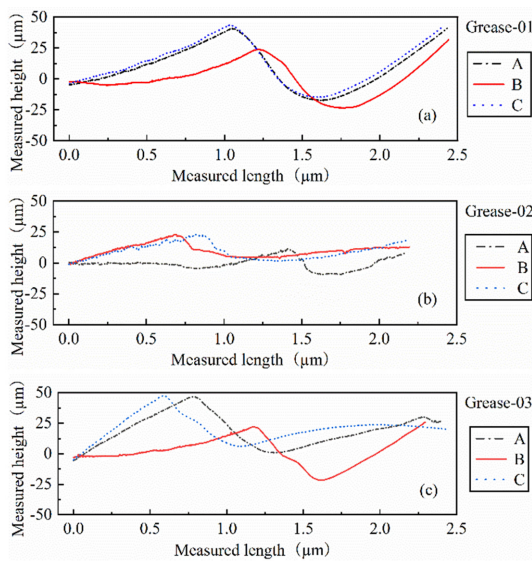 50
25
0
25
50
Measured height (μm)
(a)
0.0 0.5 1.0 1.5 2.0 2.5
Measured length (μm)
Grease-01
A
B
C
50
25
0
25
50
Measured height (μm)
(b)
0.0 0.5 1.0 1.5 2.0 2.5
Measured length (μm)
Grease-02
A
B
C
50
25
0
25
50
Measured height (μm)
(c)
0.0 0.5 1.0 1.5 2.0 2.5
Measured length (μm)
Grease-03
A
B
C